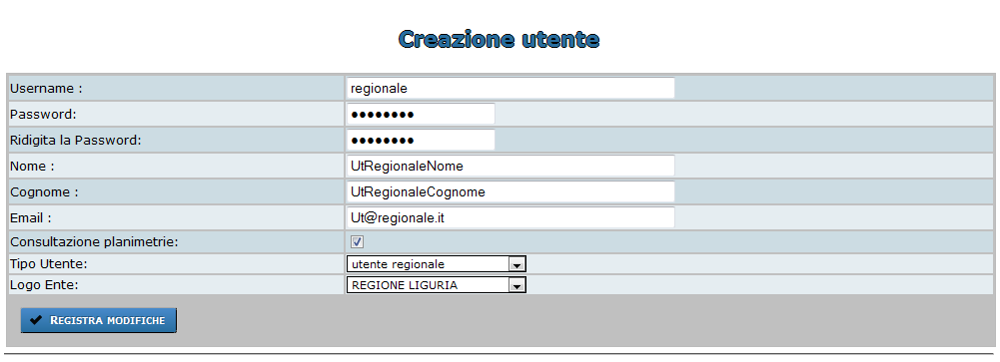 Creazione utente
Username : regionale
Password: ●●●●●●●●
Ridigita la Password: ●●●●●●●●
Nome : UtRegionaleNome
Cognome : UtRegionaleCognome
Email : Ut@regionale.it
Consultazione planimetrie:
Tipo Utente: utente regionale
Logo Ente: REGIONE LIGURIA
REGISTRA MODIFICHE